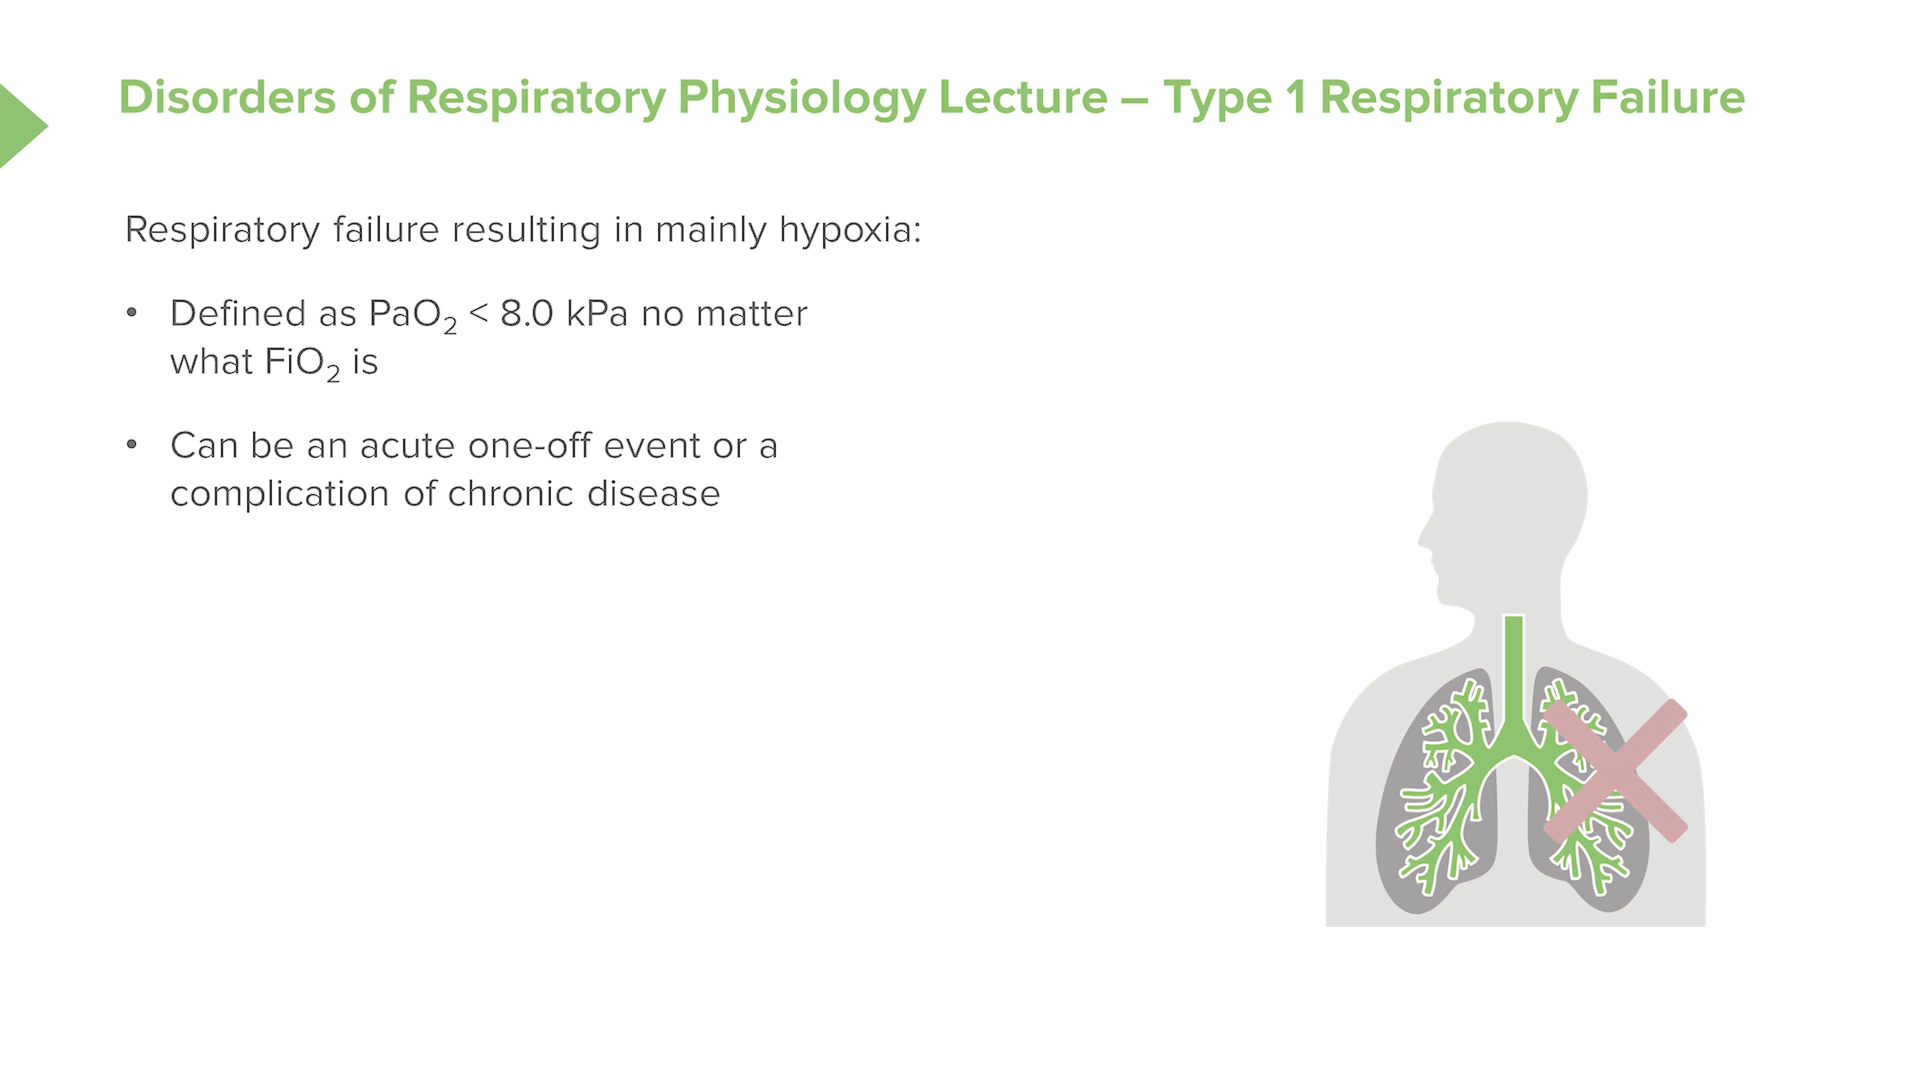 Disorders of Respiratory Physiology Lecture – Type 1 Respiratory Failure
Respiratory failure resulting in mainly hypoxia:
• Defined as PaO₂ < 8.0 kPa no matter
what FiO₂ is
• Can be an acute one-off event or a
complication of chronic disease